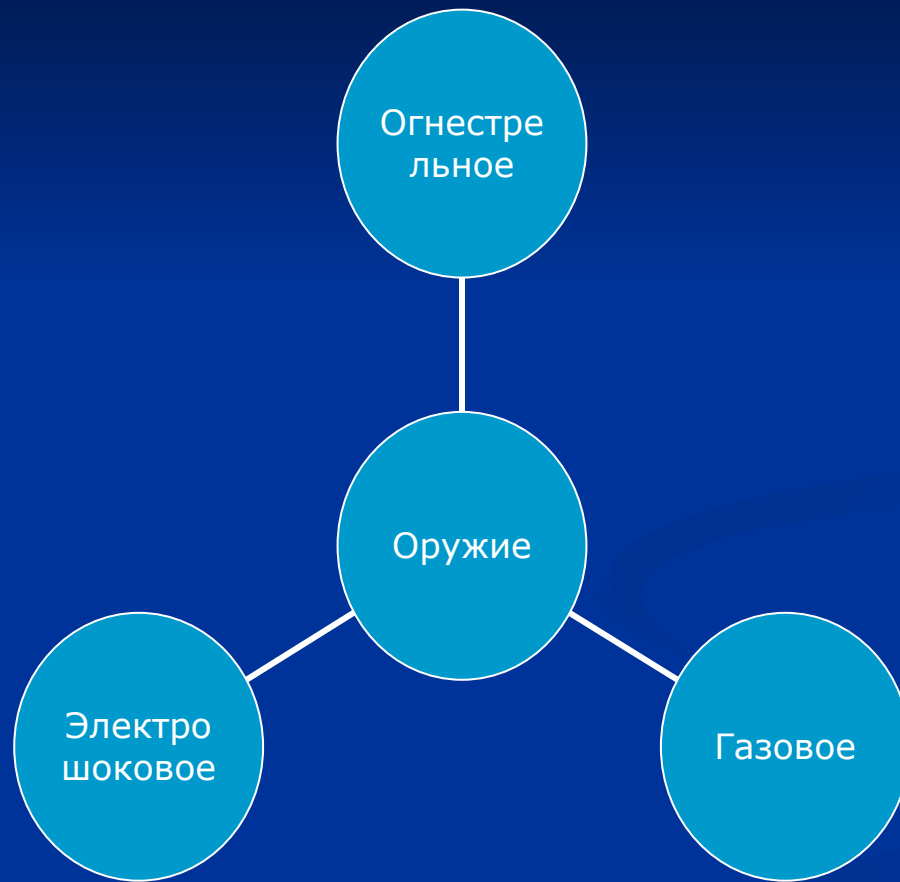 Огнестре
льное
Оружие
Электро
шоковое
Газовое